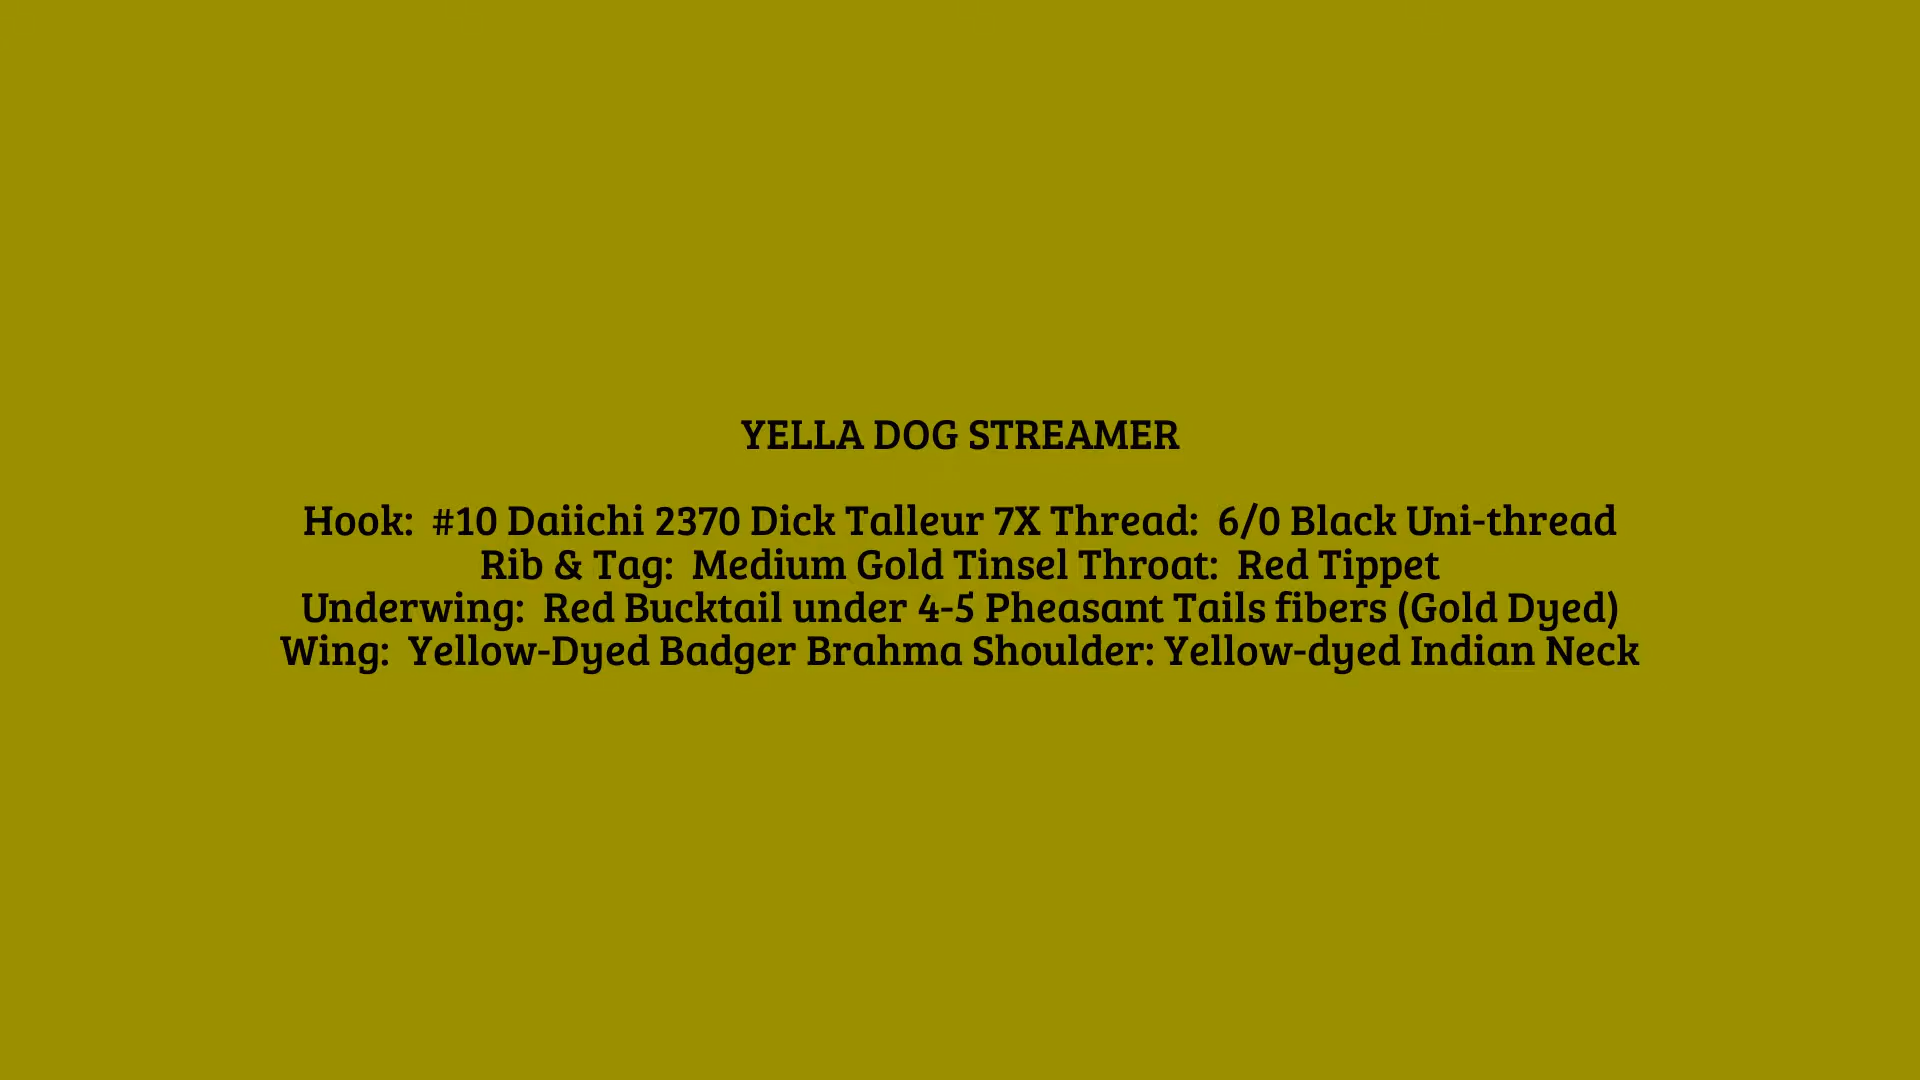 YELLA DOG STREAMER
Hook:  #10 Daiichi 2370 Dick Talleur 7X Thread:  6/0 Black Uni-thread
Rib & Tag:  Medium Gold Tinsel Throat:  Red Tippet
Underwing:  Red Bucktail under 4-5 Pheasant Tails fibers (Gold Dyed)
Wing:  Yellow-Dyed Badger Brahma Shoulder: Yellow-dyed Indian Neck